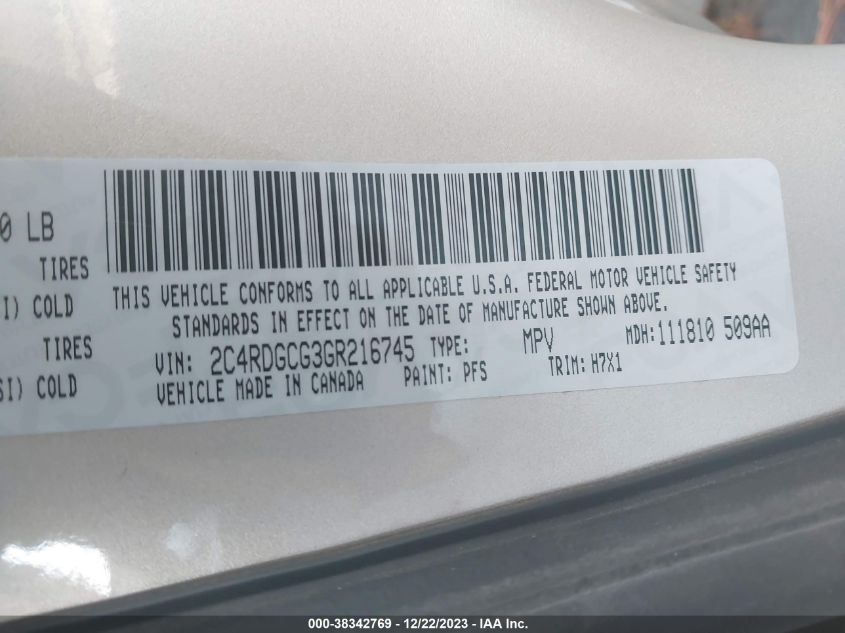 0 LB
TIRES
I) COLD
TIRES
SI) COLD
THIS VEHICLE CONFORMS TO ALL APPLICABLE U.S.A. FEDERAL MOTOR VEHICLE SAFETY
STANDARDS IN EFFECT ON THE DATE OF MANUFACTURE SHOWN ABOVE.
VIN: 2C4RDGCG3GR216745 TYPE: MPV MDH:111810 509AA
VEHICLE MADE IN CANADA PAINT: PFS TRIM: H7X1
000-38342769 - 12/22/2023 - IAA Inc.